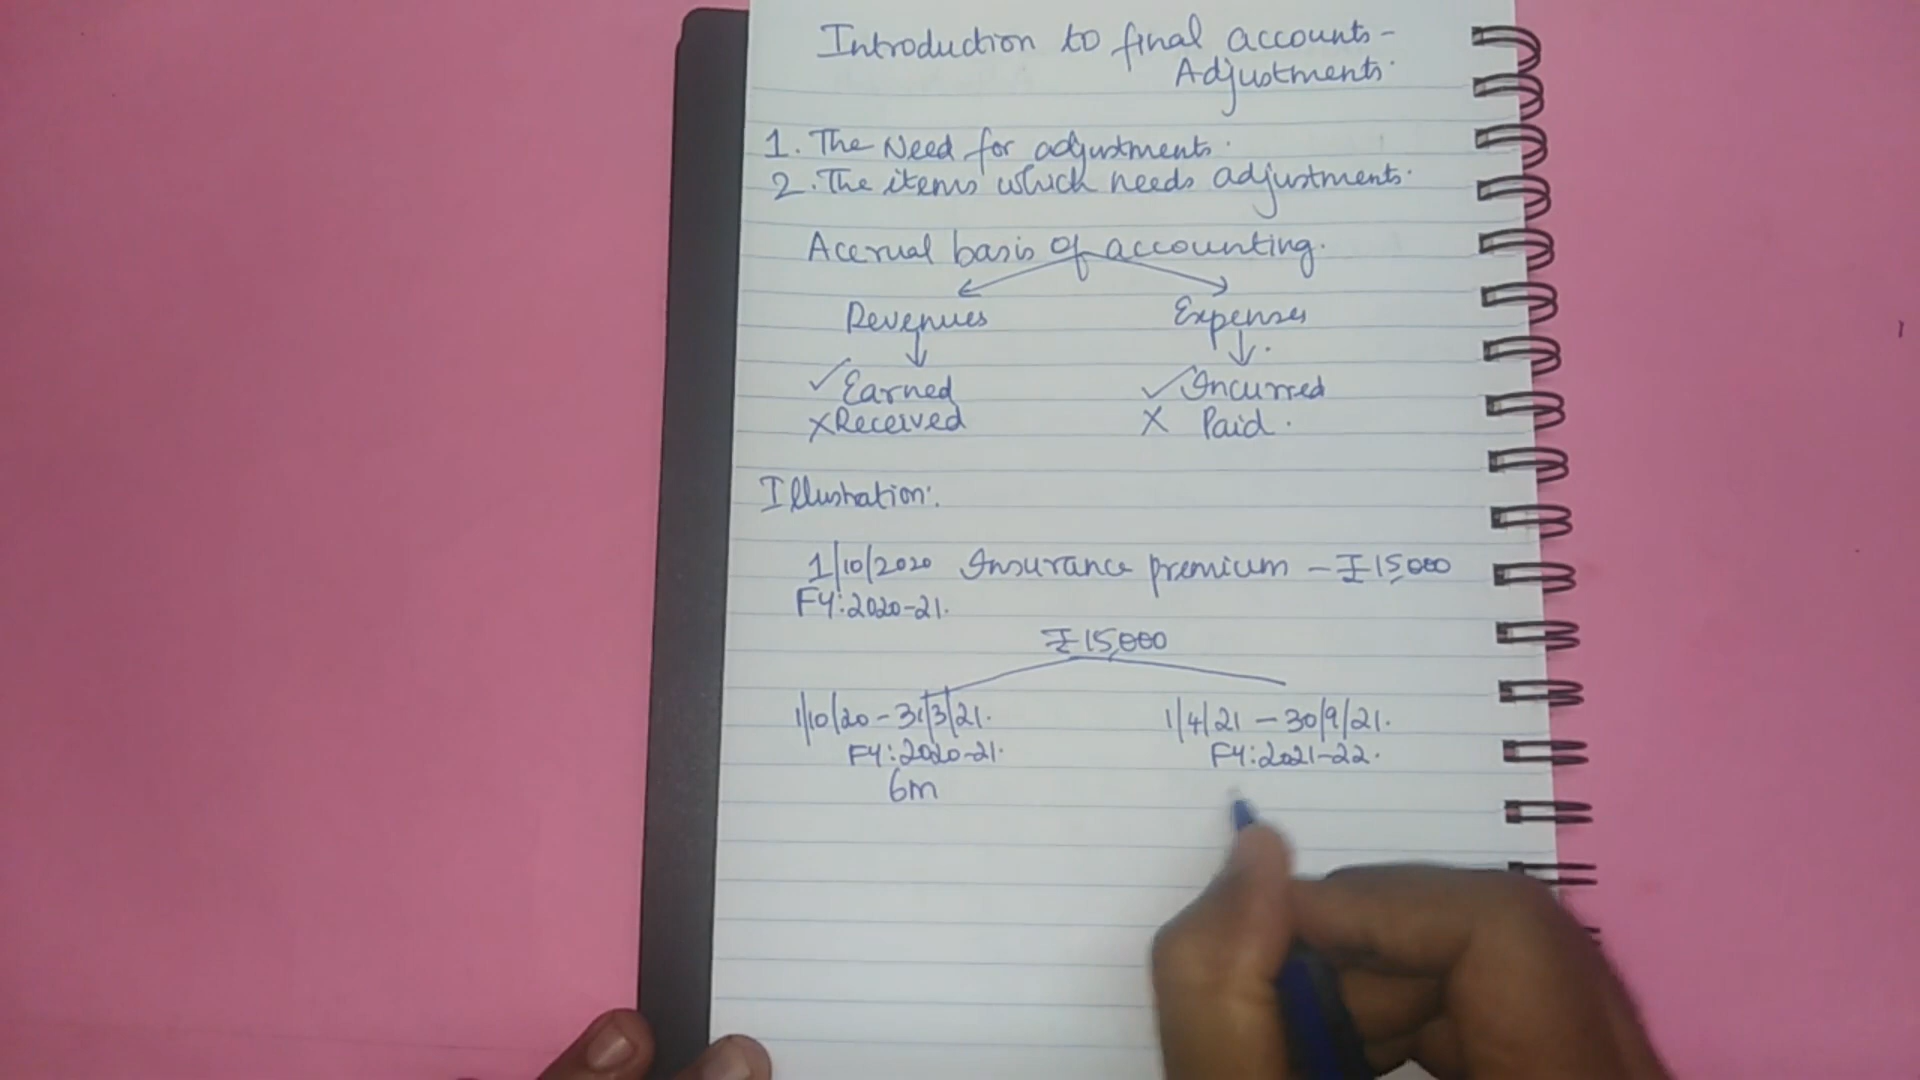 Introduction to final accounts -
Adjustments.
1. The Need for adjustments.
2. The items which needs adjustments.
Accrual basis of accounting.
Revenues Expenses
✓ Earned ✓ Incurred
X Received X Paid.
Illustration:
1/10/2020 Insurance premium - ₹15,000
FY: 2020-21.
₹15,000
1/10/20 - 31/3/21. 1/4/21 - 30/9/21.
FY: 2020-21. FY: 2021-22.
6m